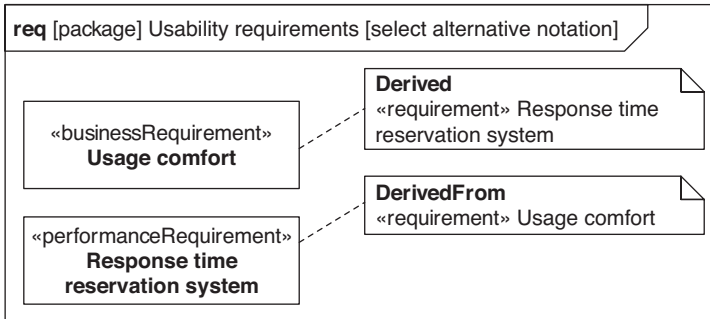 req [package] Usability requirements [select alternative notation]
«businessRequirement»
Usage comfort
Derived
«requirement» Response time
reservation system
«performanceRequirement»
Response time
reservation system
DerivedFrom
«requirement» Usage comfort